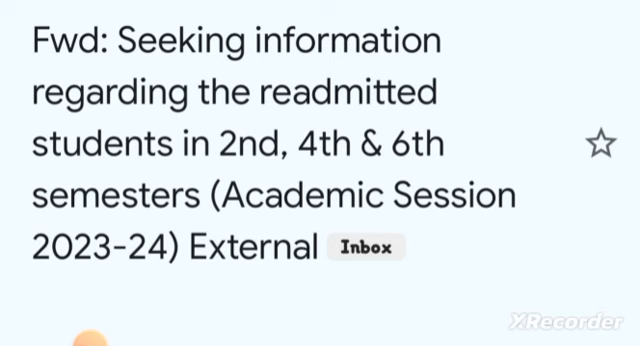 Fwd: Seeking information
regarding the readmitted
students in 2nd, 4th & 6th
semesters (Academic Session
2023-24) External Inbox
XRecorder